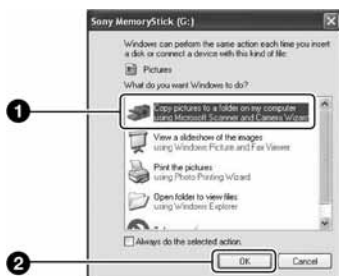 Sony MemoryStick (G:)
Windows can perform the same action each time you insert
a disk or connect a device with this kind of file:
Pictures
What do you want Windows to do?
1
Copy pictures to a folder on my computer
using Microsoft Scanner and Camera Wizard
View a slideshow of the images
using Windows Picture and Fax Viewer
Print the pictures
using Photo Printing Wizard
Open folder to view files
using Windows Explorer
Always do the selected action.
2
OK
Cancel